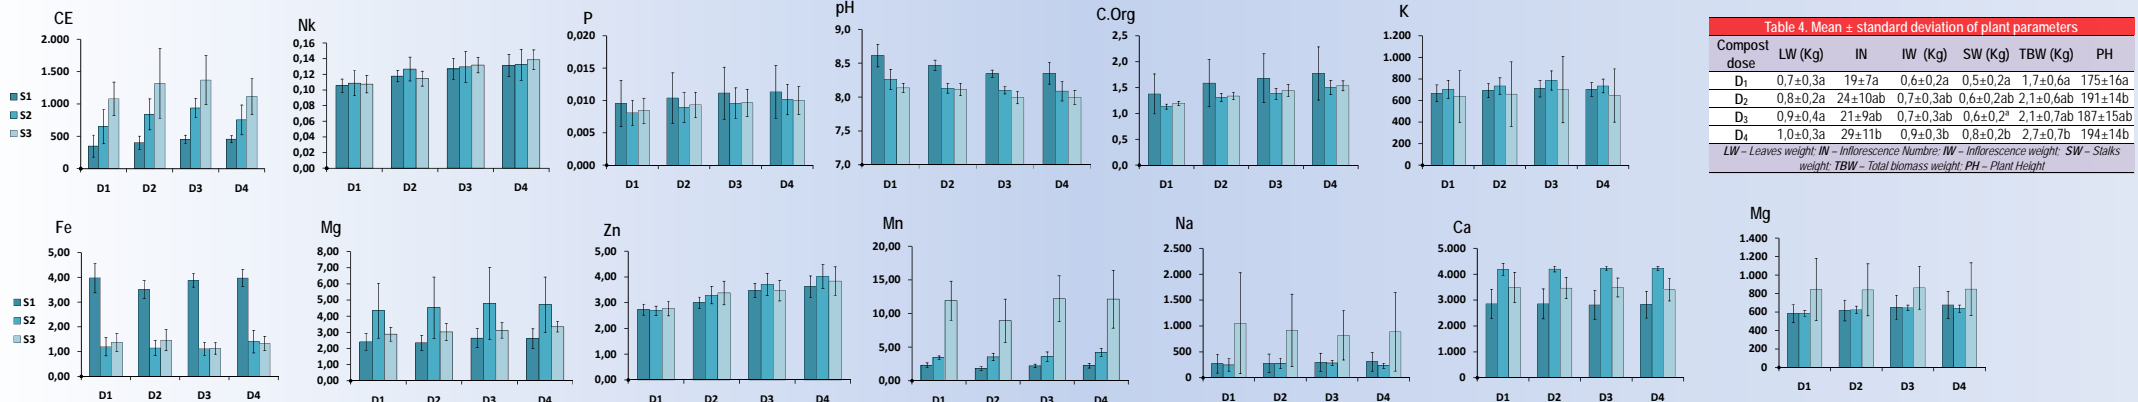 CE
2.000
1.500
1.000
500
0
D1 D2 D3 D4
S1
S2
S3
Nk
0,16
0,14
0,12
0,10
0,08
0,06
0,04
0,02
0,00
D1 D2 D3 D4
P
0,020
0,015
0,010
0,005
0,000
D1 D2 D3 D4
pH
9,0
8,5
8,0
7,5
7,0
D1 D2 D3 D4
C.Org
2,5
2,0
1,5
1,0
0,5
0,0
D1 D2 D3 D4
K
1.200
1.000
800
600
400
200
0
D1 D2 D3 D4
Table 4. Mean ± standard deviation of plant parameters
Compost dose LW (Kg) IN IW (Kg) SW (Kg) TBW (Kg) PH
D1 0,7±0,3a 19±7a 0,6±0,2a 0,5±0,2a 1,7±0,6a 175±16a
D2 0,8±0,2a 24±10ab 0,7±0,3ab 0,6±0,2ab 2,1±0,6ab 191±14b
D3 0,9±0,4a 21±9ab 0,7±0,3ab 0,6±0,2a 2,1±0,7ab 187±15ab
D4 1,0±0,3a 29±11b 0,9±0,3b 0,8±0,2b 2,7±0,7b 194±14b
LW – Leaves weight; IN – Inflorescence Numbre; IW – Inflorescence weight; SW – Stalks
weight; TBW – Total biomass weight; PH – Plant Height
Fe
5,00
4,00
3,00
2,00
1,00
0,00
D1 D2 D3 D4
S1
S2
S3
Mg
8,00
7,00
6,00
5,00
4,00
3,00
2,00
1,00
0,00
D1 D2 D3 D4
Zn
5,00
4,00
3,00
2,00
1,00
0,00
D1 D2 D3 D4
Mn
20,00
15,00
10,00
5,00
0,00
D1 D2 D3 D4
Na
2.500
2.000
1.500
1.000
500
0
D1 D2 D3 D4
Ca
5.000
4.000
3.000
2.000
1.000
0
D1 D2 D3 D4
Mg
1.400
1.200
1.000
800
600
400
200
0
D1 D2 D3 D4